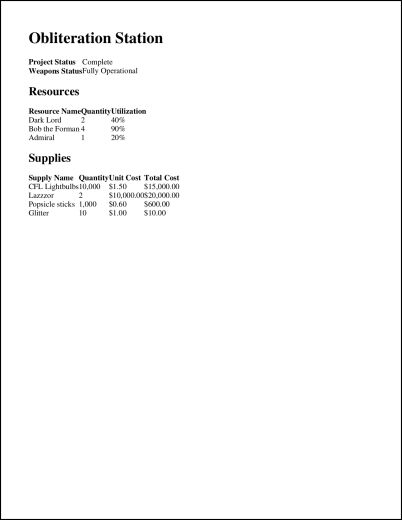 Obliteration Station
Project Status Complete
Weapons Status Fully Operational
Resources
Resource Name Quantity Utilization
Dark Lord 2 40%
Bob the Forman 4 90%
Admiral 1 20%
Supplies
Supply Name Quantity Unit Cost Total Cost
CFL Lightbulbs 10,000 $1.50 $15,000.00
Lazzzor 2 $10,000.00 $20,000.00
Popsicle sticks 1,000 $0.60 $600.00
Glitter 10 $1.00 $10.00